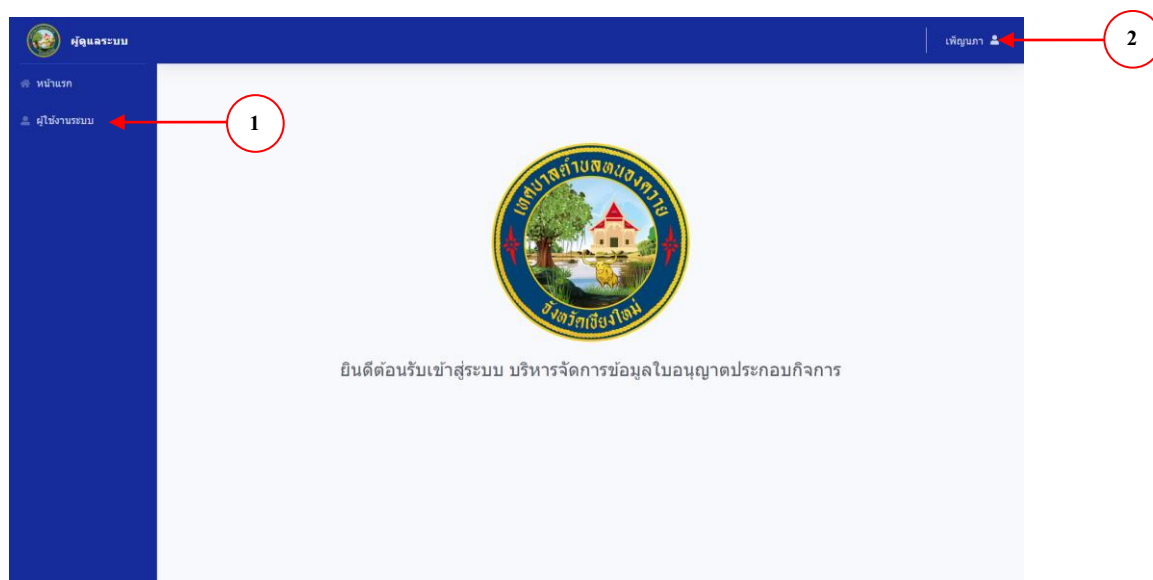 ผู้ดูแลระบบ
เพ็ญนภา
2
หน้าแรก
ผู้ใช้งานระบบ
1
เทศบาลตำบลหนองควาย
จังหวัดเชียงใหม่
ยินดีต้อนรับเข้าสู่ระบบ บริหารจัดการข้อมูลใบอนุญาตประกอบกิจการ